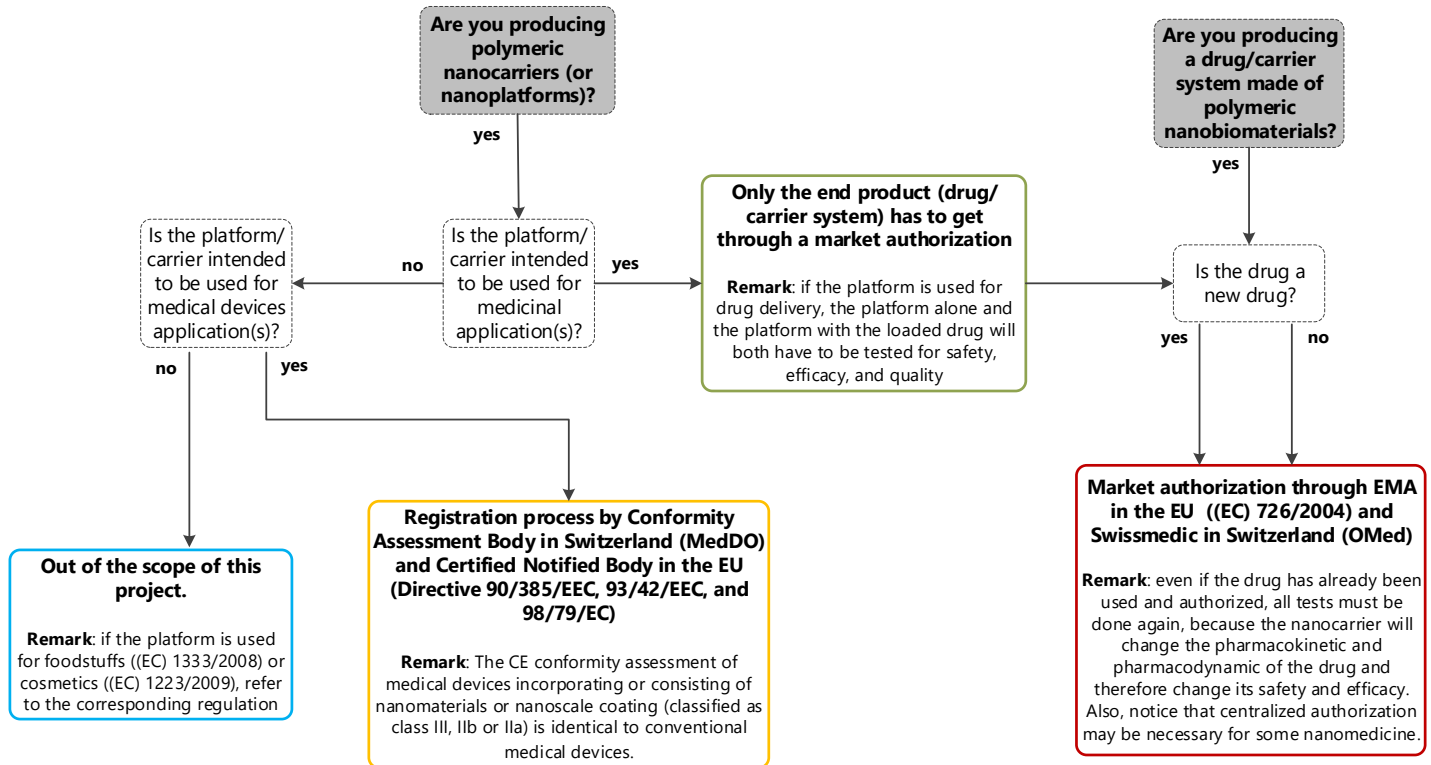 Are you producing
polymeric
nanocarriers (or
nanoplatforms)?
Are you producing
a drug/carrier
system made of
polymeric
nanobiomaterials?
yes
yes
Is the platform/
carrier intended
to be used for
medical devices
application(s)?
no
Is the platform/
carrier intended
to be used for
medicinal
application(s)?
yes
Only the end product (drug/
carrier system) has to get
through a market authorization
Remark: if the platform is used for
drug delivery, the platform alone and
the platform with the loaded drug will
both have to be tested for safety,
efficacy, and quality
Is the drug a
new drug?
no
yes
yes
no
Out of the scope of this
project.
Remark: if the platform is used
for foodstuffs ((EC) 1333/2008) or
cosmetics ((EC) 1223/2009), refer
to the corresponding regulation
Registration process by Conformity
Assessment Body in Switzerland (MedDO)
and Certified Notified Body in the EU
(Directive 90/385/EEC, 93/42/EEC, and
98/79/EC)
Remark: The CE conformity assessment of
medical devices incorporating or consisting of
nanomaterials or nanoscale coating (classified as
class III, IIb or IIa) is identical to conventional
medical devices.
Market authorization through EMA
in the EU ((EC) 726/2004) and
Swissmedic in Switzerland (OMed)
Remark: even if the drug has already been
used and authorized, all tests must be
done again, because the nanocarrier will
change the pharmacokinetic and
pharmacodynamic of the drug and
therefore change its safety and efficacy.
Also, notice that centralized authorization
may be necessary for some nanomedicine.